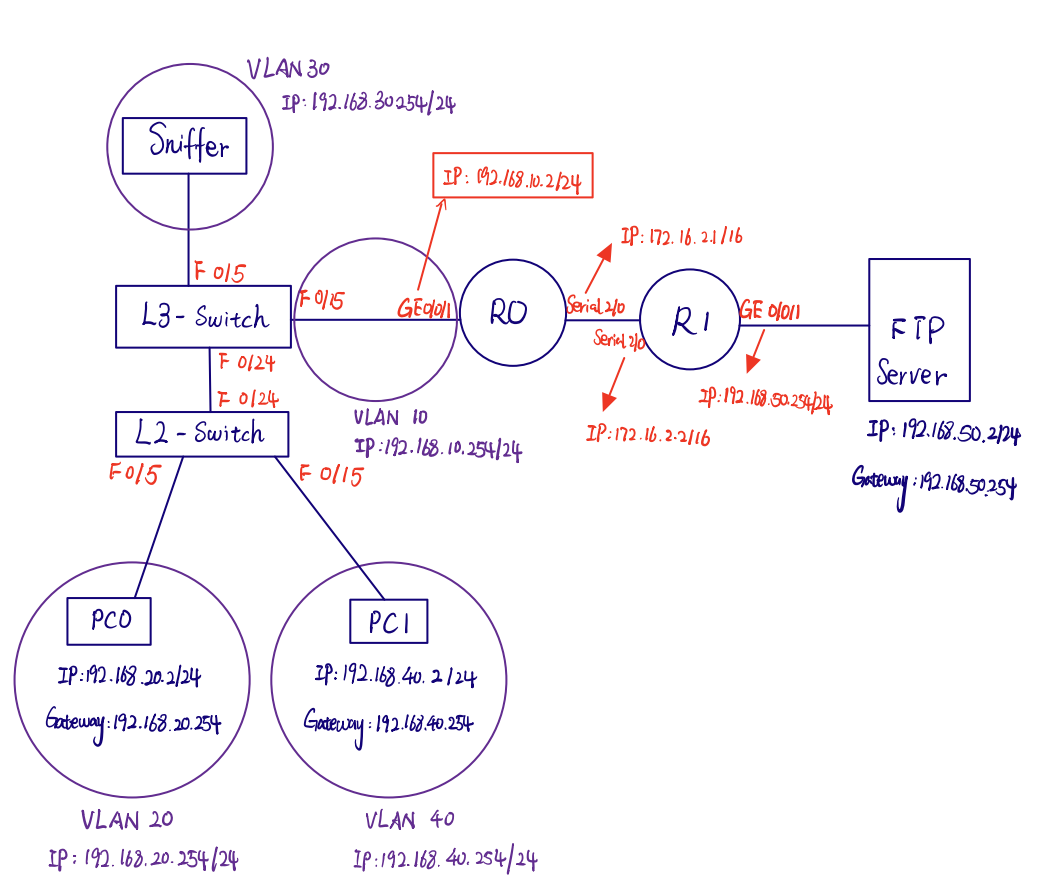 VLAN 30
IP: 192.168.30.254/24
Sniffer
IP: 192.168.10.2/24
IP: 172.16.2.1/16
F 0/5
F 0/15
GE0/0/1
R0
Serial 2/0
R1
GE 0/0/1
L3-Switch
Serial 2/0
FTP
Server
F 0/24
F 0/24
IP: 192.168.50.254/24
VLAN 10
IP: 192.168.10.254/24
IP: 172.16.2.2/16
IP: 192.168.50.2/24
L2-Switch
F 0/5
F 0/15
Gateway: 192.168.50.254
PC0
PC1
IP: 192.168.20.2/24
IP: 192.168.40.2/24
Gateway: 192.168.20.254
Gateway: 192.168.40.254
VLAN 20
VLAN 40
IP: 192.168.20.254/24
IP: 192.168.40.254/24